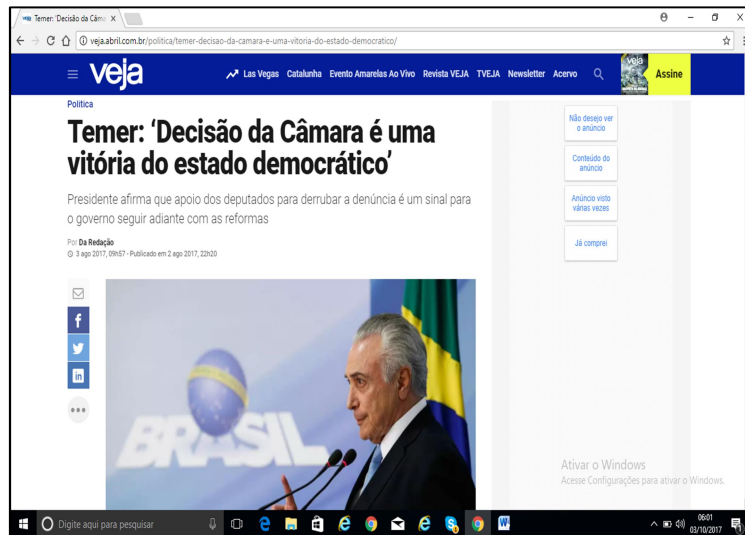 Temer: 'Decisão da Câma
veja.abril.com.br/politica/temer-decisao-da-camara-e-uma-vitoria-do-estado-democratico/
veja
Las Vegas Catalunha Evento Amarelas Ao Vivo Revista VEJA TVEJA Newsletter Acervo
veja
Assine
Política
Temer: 'Decisão da Câmara é uma
vitória do estado democrático'
Presidente afirma que apoio dos deputados para derrubar a denúncia é um sinal para
o governo seguir adiante com as reformas
Por Da Redação
3 ago 2017, 09h57 - Publicado em 2 ago 2017, 22h20
Não desejo ver
o anúncio
Conteúdo do
anúncio
Anúncio visto
várias vezes
Já comprei
BRASIL
Ativar o Windows
Acesse Configurações para ativar o Windows.
Digite aqui para pesquisar
06:01
03/10/2017